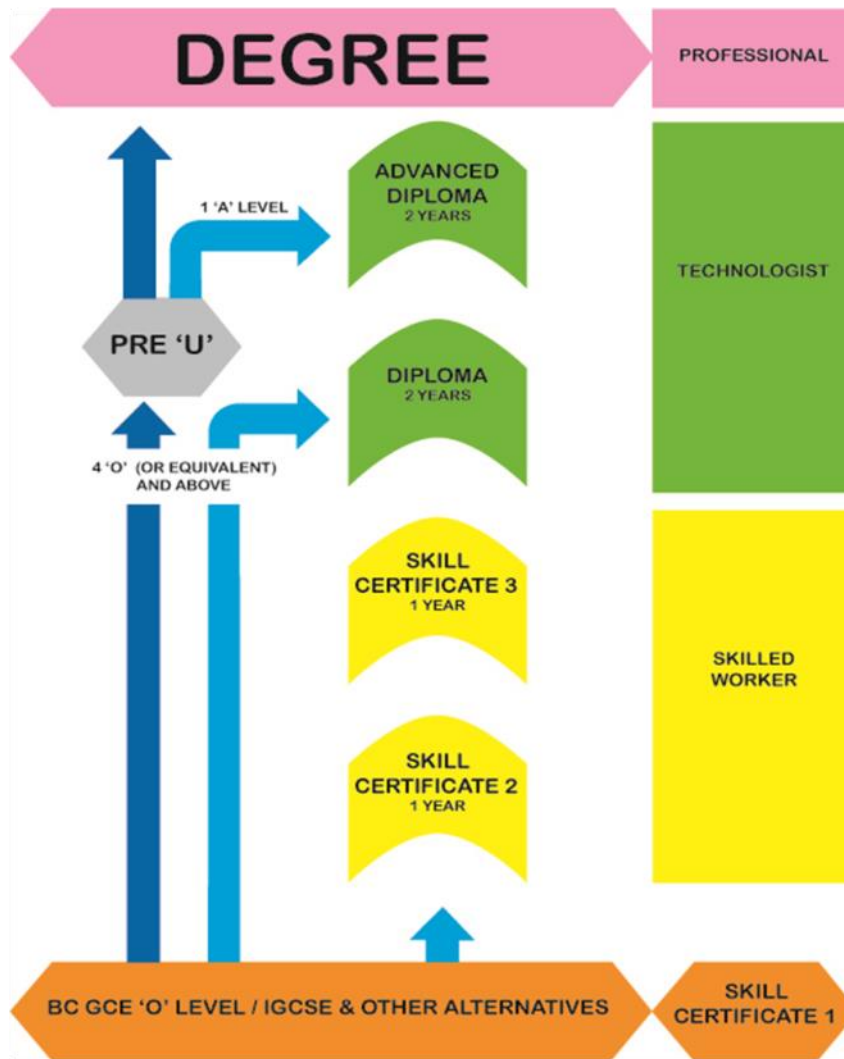 DEGREE
PROFESSIONAL
ADVANCED
DIPLOMA
2 YEARS
1 ‘A’ LEVEL
TECHNOLOGIST
PRE ‘U’
DIPLOMA
2 YEARS
4 ‘O’ (OR EQUIVALENT)
AND ABOVE
SKILL
CERTIFICATE 3
1 YEAR
SKILLED
WORKER
SKILL
CERTIFICATE 2
1 YEAR
BC GCE ‘O’ LEVEL / IGCSE & OTHER ALTERNATIVES
SKILL
CERTIFICATE 1